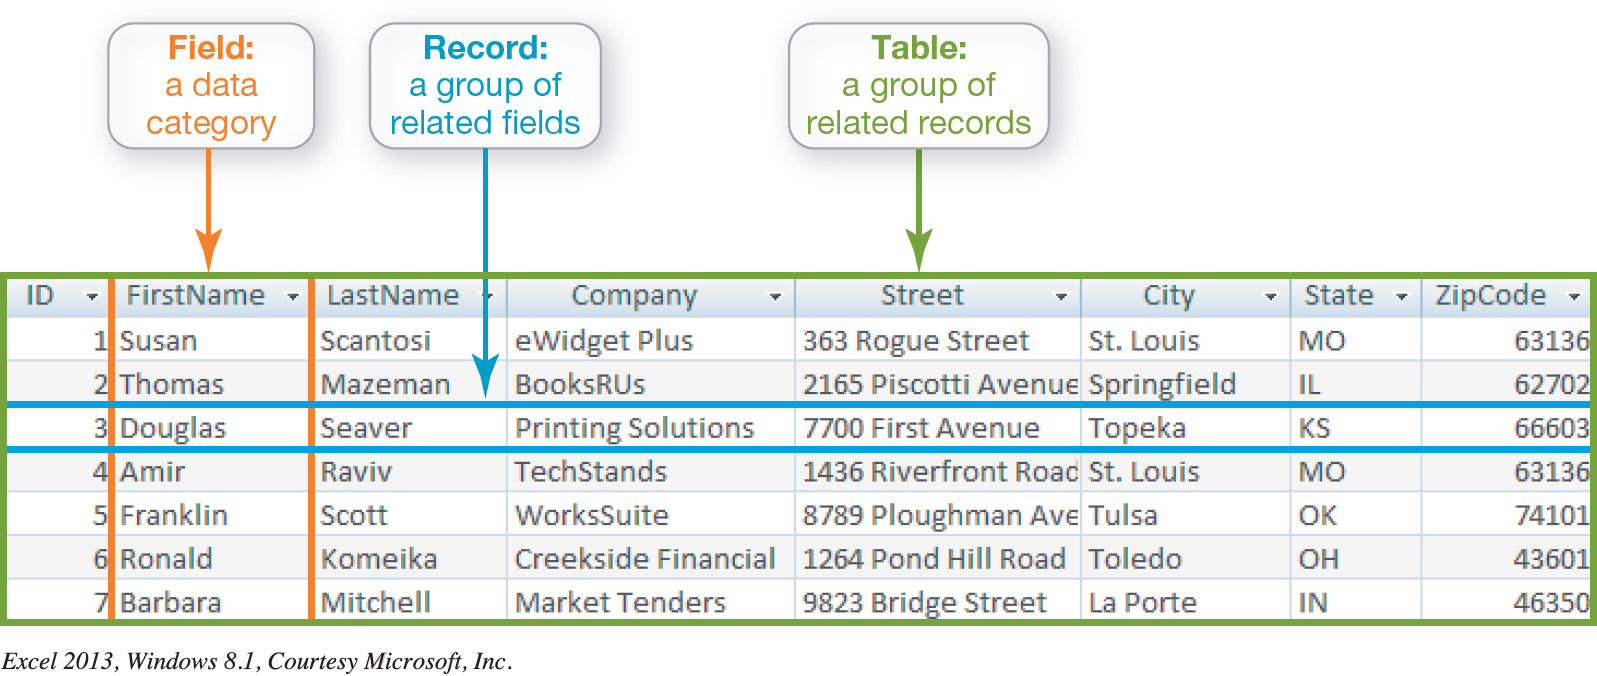 Field:
a data
category
Record:
a group of
related fields
Table:
a group of
related records
ID FirstName LastName Company Street City State ZipCode
1 Susan Scantosi eWidget Plus 363 Rogue Street St. Louis MO 63136
2 Thomas Mazeman BooksRUs 2165 Piscotti Avenue Springfield IL 62702
3 Douglas Seaver Printing Solutions 7700 First Avenue Topeka KS 66603
4 Amir Raviv TechStands 1436 Riverfront Road St. Louis MO 63136
5 Franklin Scott WorksSuite 8789 Ploughman Ave Tulsa OK 74101
6 Ronald Komeika Creekside Financial 1264 Pond Hill Road Toledo OH 43601
7 Barbara Mitchell Market Tenders 9823 Bridge Street La Porte IN 46350
Excel 2013, Windows 8.1, Courtesy Microsoft, Inc.